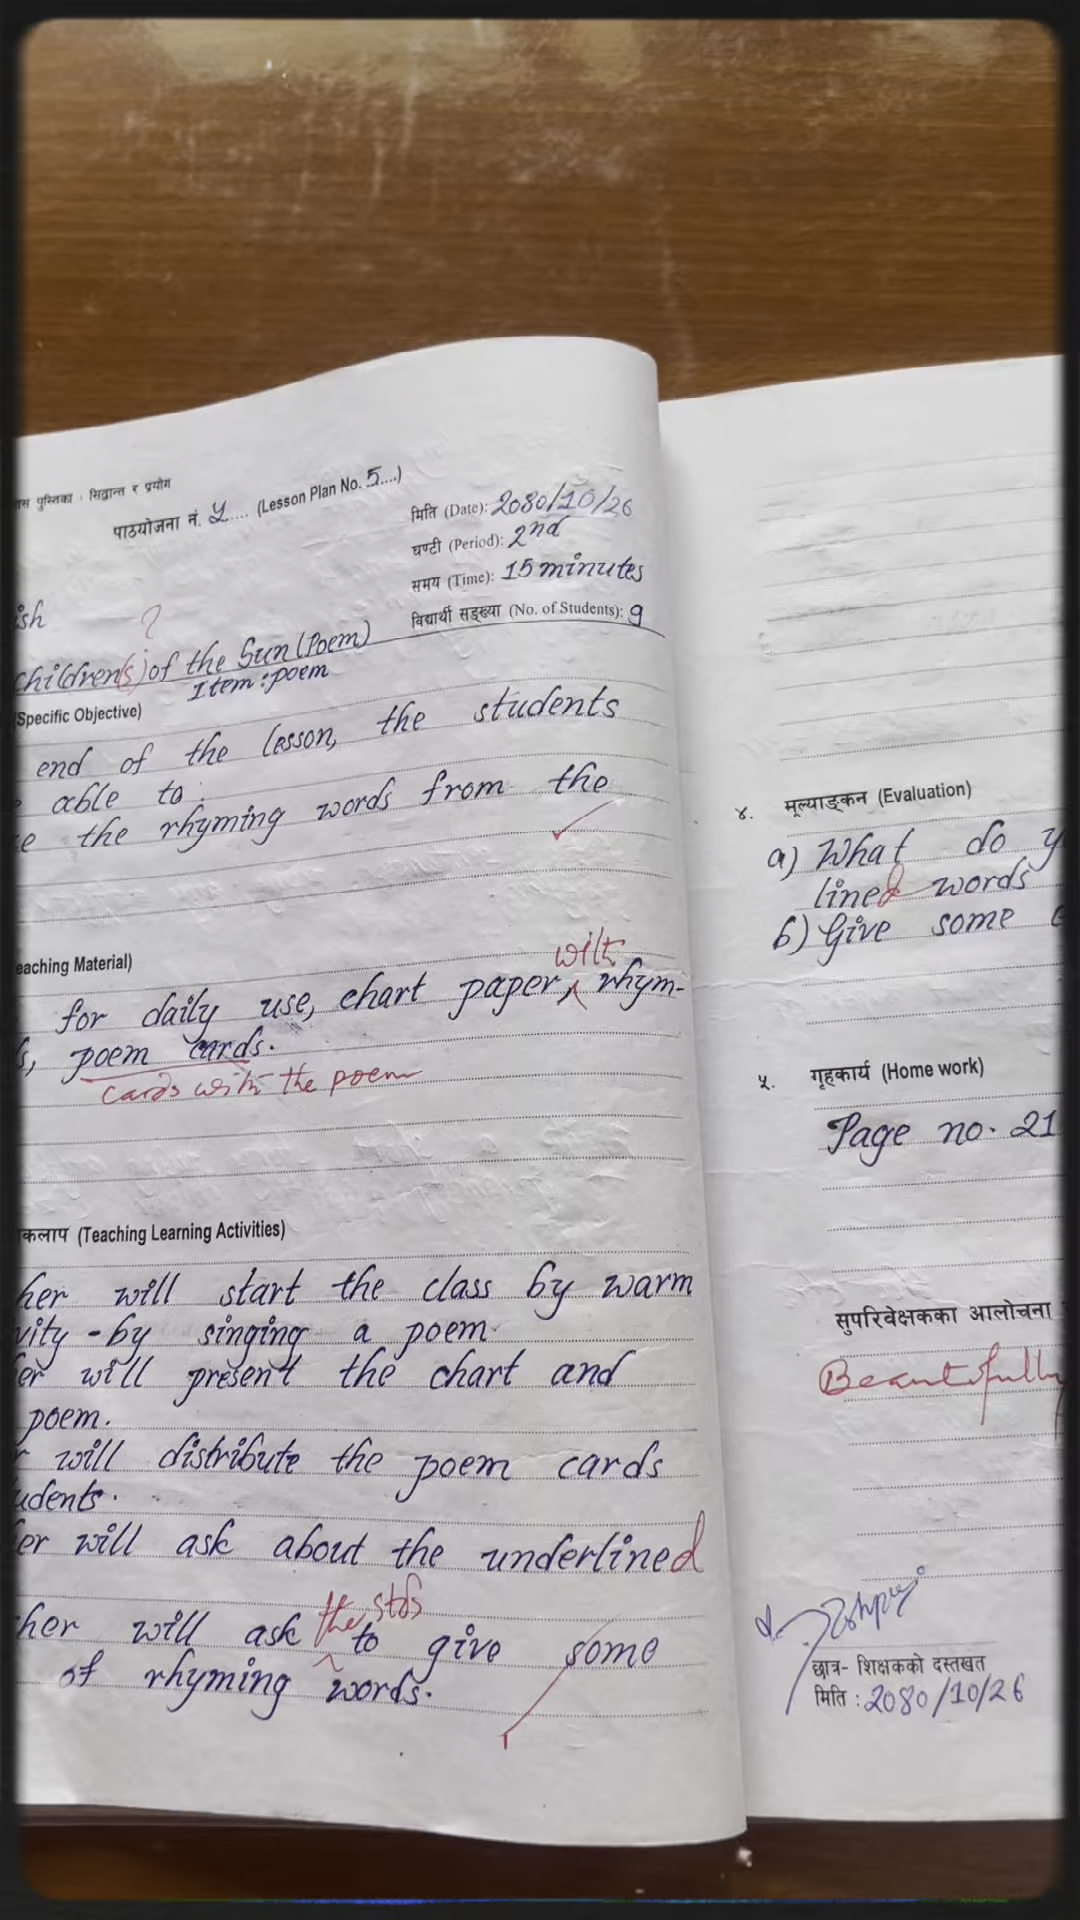 पुस्तिका : सिद्धान्त र प्रयोग
पाठयोजना नं. ५.... (Lesson Plan No. 5....)
मिति (Date): 2080/10/26
घण्टी (Period): 2nd
समय (Time): 15 minutes
विद्यार्थी सङ्ख्या (No. of Students): 9
ish
?
children(s) of the Sun (Poem)
Item : poem
(Specific Objective)
end of the lesson, the students
able to :
the rhyming words from the
eaching Material)
with
for daily use, chart paper, rhym-
s, poem cards.
cards with the poem
कलाप (Teaching Learning Activities)
her will start the class by warm
vity - by singing a poem.
er will present the chart and
poem.
r will distribute the poem cards
udents.
er will ask about the underlined
the stds
her will ask to give some
of rhyming words.
४. मूल्याङ्कन (Evaluation)
a) What do y
lined words
b) Give some
५. गृहकार्य (Home work)
Page no. 21
सुपरिवेक्षकका आलोचना
Beautifully
छात्र- शिक्षकको दस्तखत
मिति : 2080/10/26